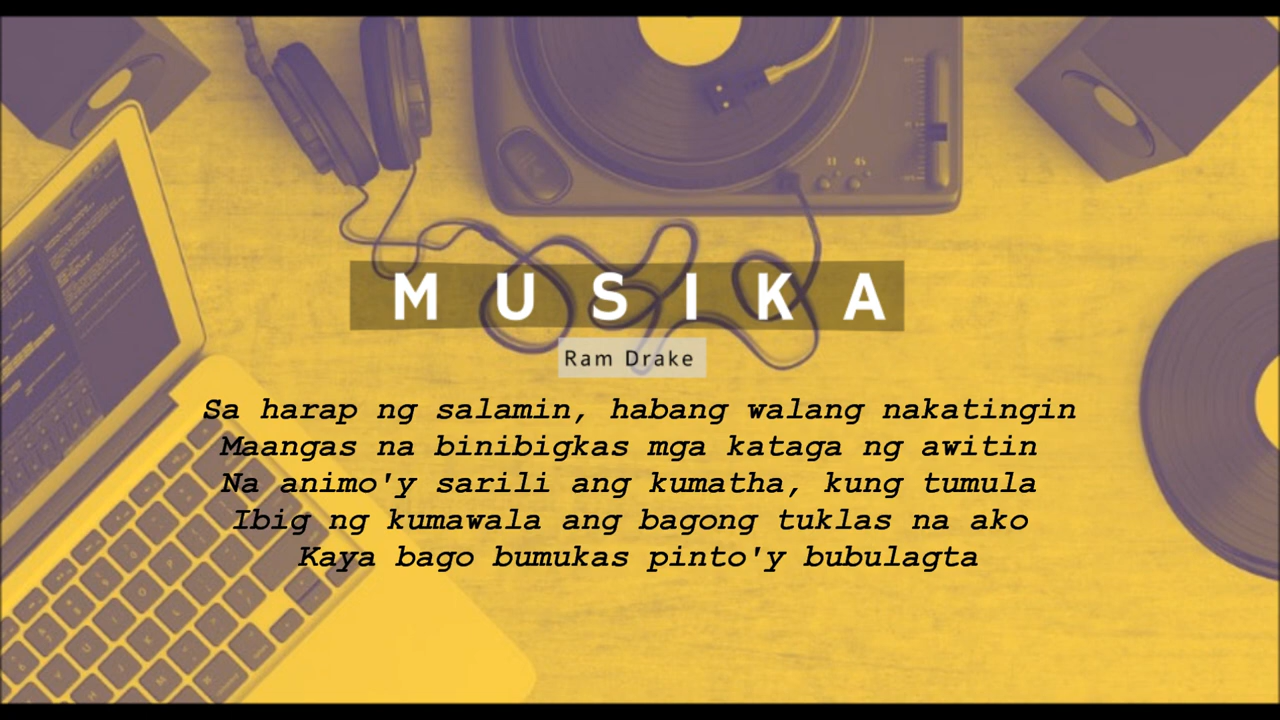 M U S I K A
Ram Drake
Sa harap ng salamin, habang walang nakatingin
Maangas na binibigkas mga kataga ng awitin
Na animo'y sarili ang kumatha, kung tumula
Ibig ng kumawala ang bagong tuklas na ako
Kaya bago bumukas pinto'y bubulagta